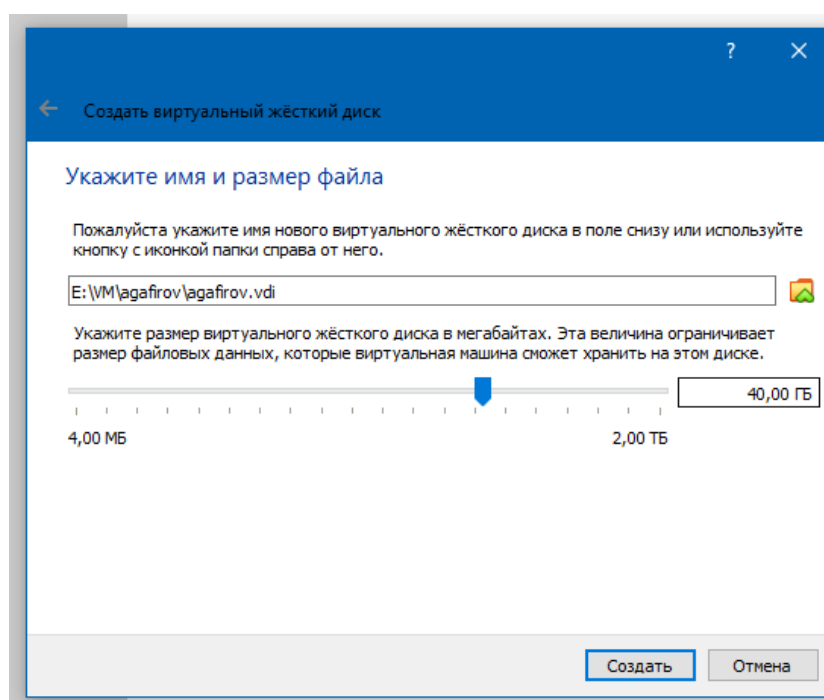 ?
Создать виртуальный жёсткий диск
Укажите имя и размер файла
Пожалуйста укажите имя нового виртуального жёсткого диска в поле снизу или используйте
кнопку с иконкой папки справа от него.
E:\VM\agafirov\agafirov.vdi
Укажите размер виртуального жёсткого диска в мегабайтах. Эта величина ограничивает
размер файловых данных, которые виртуальная машина сможет хранить на этом диске.
40,00 ГБ
4,00 МБ 2,00 ТБ
Создать Отмена